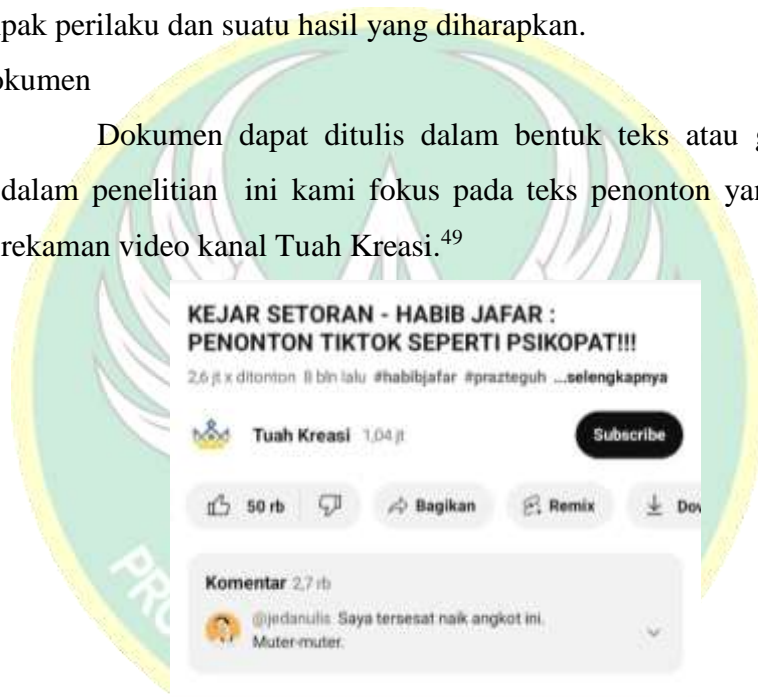 pak perilaku dan suatu hasil yang diharapkan.
okumen
Dokumen dapat ditulis dalam bentuk teks atau g
dalam penelitian ini kami fokus pada teks penonton yan
rekaman video kanal Tuah Kreasi.49
KEJAR SETORAN - HABIB JAFAR :
PENONTON TIKTOK SEPERTI PSIKOPAT!!!
2,6 jt x ditonton 8 bln lalu #habibjafar #prazteguh ...selengkapnya
Tuah Kreasi 1,04 jt Subscribe
50 rb Bagikan Remix Dov
Komentar 2,7 rb
@jedanulis Saya tersesat naik angkot ini.
Muter-muter.
PRO